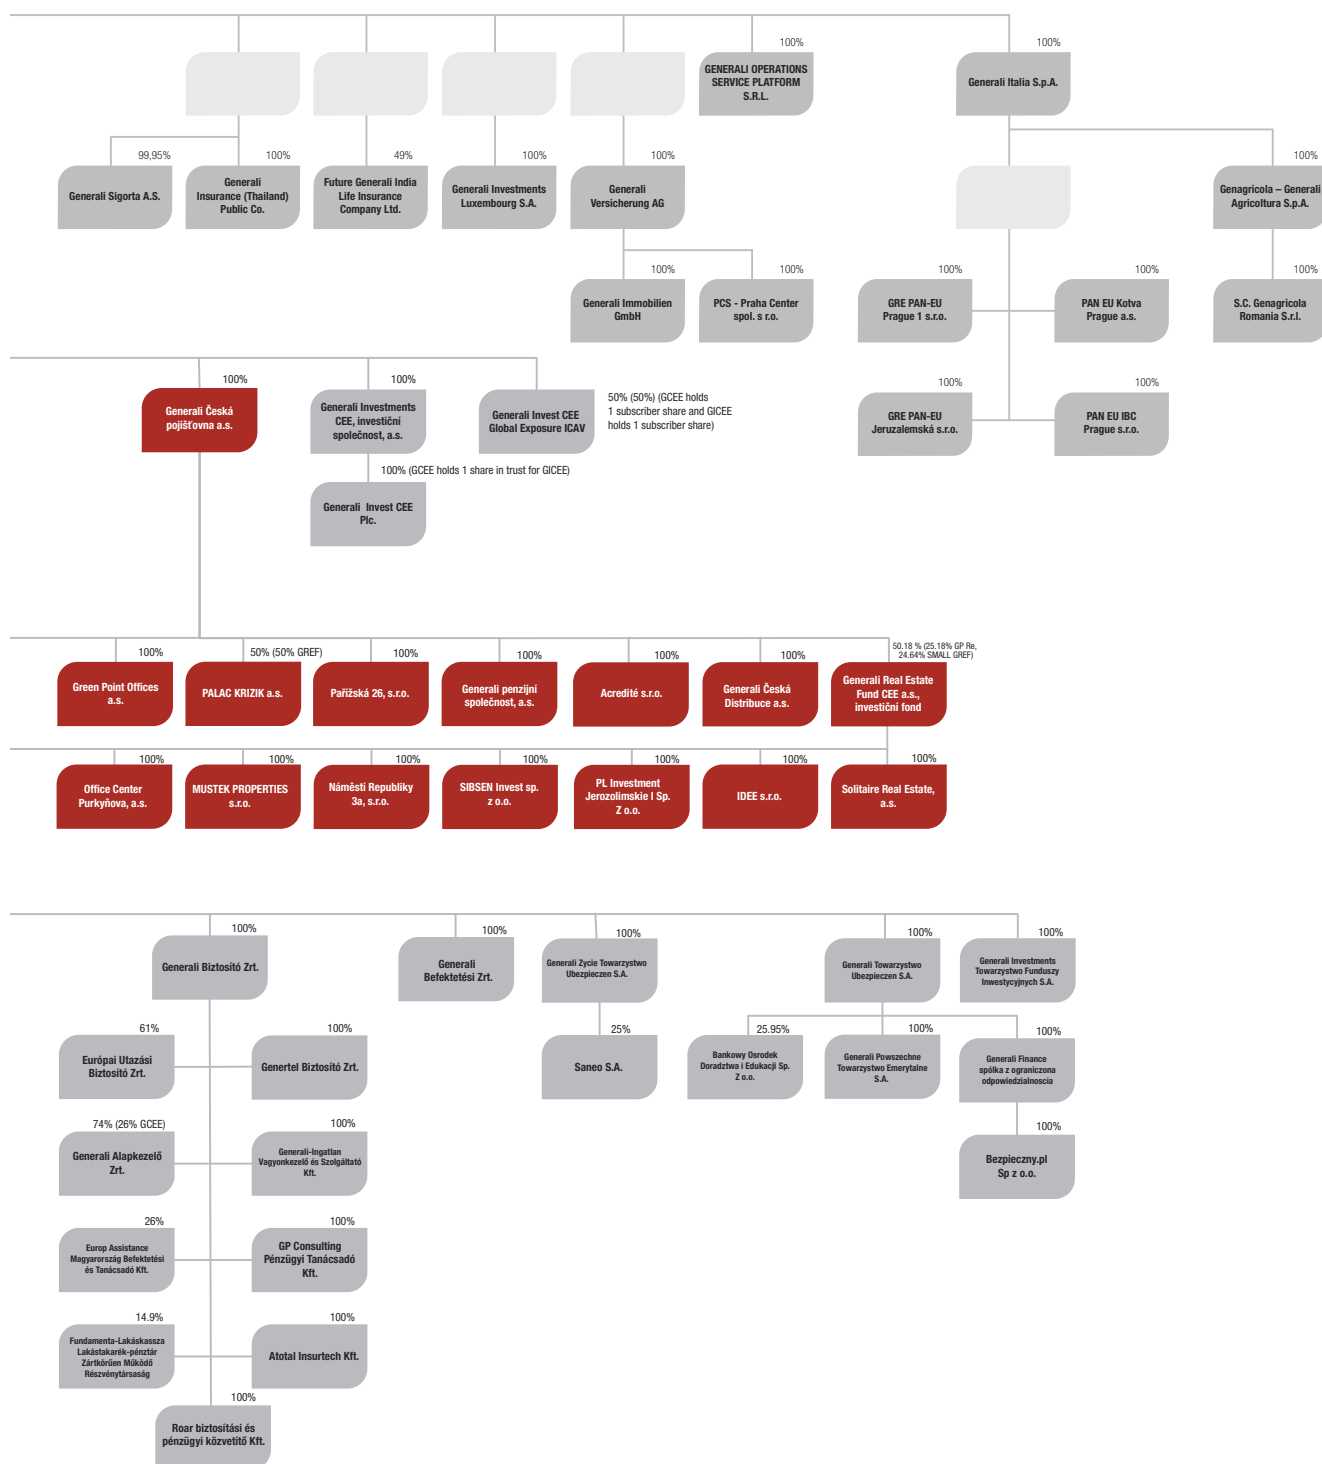 100%
100%
GENERALI OPERATIONS
SERVICE PLATFORM
S.R.L.
Generali Italia S.p.A.
99,95%
100%
49%
100%
100%
100%
Generali Sigorta A.S.
Generali
Insurance (Thailand)
Public Co.
Future Generali India
Life Insurance
Company Ltd.
Generali Investments
Luxembourg S.A.
Generali
Versicherung AG
Genagricola – Generali
Agricoltura S.p.A.
100%
100%
100%
100%
100%
Generali Immobilien
GmbH
PCS - Praha Center
spol. s r.o.
GRE PAN-EU
Prague 1 s.r.o.
PAN EU Kotva
Prague a.s.
S.C. Genagricola
Romania S.r.l.
100%
100%
Generali Česká
pojišťovna a.s.
Generali Investments
CEE, investiční
společnost, a.s.
Generali Invest CEE
Global Exposure ICAV
50% (50%) (GCEE holds
1 subscriber share and GICEE
holds 1 subscriber share)
100%
100%
GRE PAN-EU
Jeruzalemská s.r.o.
PAN EU IBC
Prague s.r.o.
100% (GCEE holds 1 share in trust for GICEE)
Generali Invest CEE
Plc.
100%
50% (50% GREF)
100%
100%
100%
100%
50.18 % (25.18% GP Re,
24.64% SMALL GREF)
Green Point Offices
a.s.
PALAC KRIZIK a.s.
Pařížská 26, s.r.o.
Generali penzijní
společnost, a.s.
Acredité s.r.o.
Generali Česká
Distribuce a.s.
Generali Real Estate
Fund CEE a.s.,
investiční fond
100%
100%
100%
100%
100%
100%
100%
Office Center
Purkyňova, a.s.
MUSTEK PROPERTIES
s.r.o.
Náměstí Republiky
3a, s.r.o.
SIBSEN Invest sp.
z o.o.
PL Investment
Jerozolimskie I Sp.
Z o.o.
IDEE s.r.o.
Solitaire Real Estate,
a.s.
100%
100%
100%
100%
100%
Generali Biztosító Zrt.
Generali
Befektetési Zrt.
Generali Zycie Towarzystwo
Ubezpieczen S.A.
Generali Towarzystwo
Ubezpieczen S.A.
Generali Investments
Towarzystwo Funduszy
Inwestycyjnych S.A.
61%
100%
25%
25.95%
100%
100%
Európai Utazási
Biztosító Zrt.
Genertel Biztosító Zrt.
Saneo S.A.
Bankowy Osrodek
Doradztwa i Edukacji Sp.
Z o.o.
Generali Powszechne
Towarzystwo Emerytalne
S.A.
Generali Finance
spólka z ograniczona
odpowiedzialnoscia
74% (26% GCEE)
100%
100%
Generali Alapkezelő
Zrt.
Generali-Ingatlan
Vagyonkezelő és Szolgáltató
Kft.
Bezpieczny.pl
Sp z o.o.
26%
100%
Europ Assistance
Magyarország Befektetési
és Tanácsadó Kft.
GP Consulting
Pénzügyi Tanácsadó
Kft.
14.9%
100%
Fundamenta-Lakáskassza
Lakástakarék-pénztár
Zártkörűen Működő
Részvénytársaság
Atotal Insurtech Kft.
100%
Roar biztosítási és
pénzügyi közvetítő Kft.